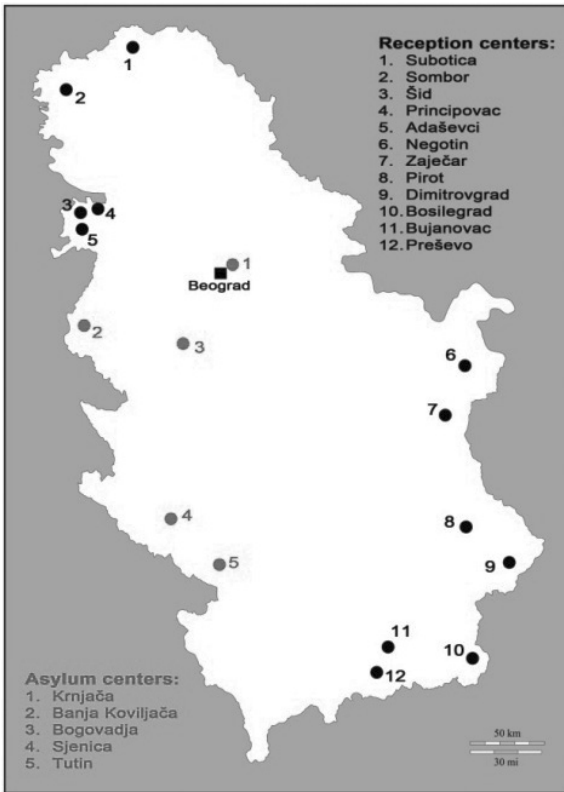 Reception centers:
1. Subotica
2. Sombor
3. Šid
4. Principovac
5. Adaševci
6. Negotin
7. Zaječar
8. Pirot
9. Dimitrovgrad
10. Bosilegrad
11. Bujanovac
12. Preševo
1
2
3
4
5
1
Beograd
2
3
6
7
4
8
5
9
11
10
12
Asylum centers:
1. Krnjača
2. Banja Koviljača
3. Bogovadja
4. Sjenica
5. Tutin
50 km
30 mi